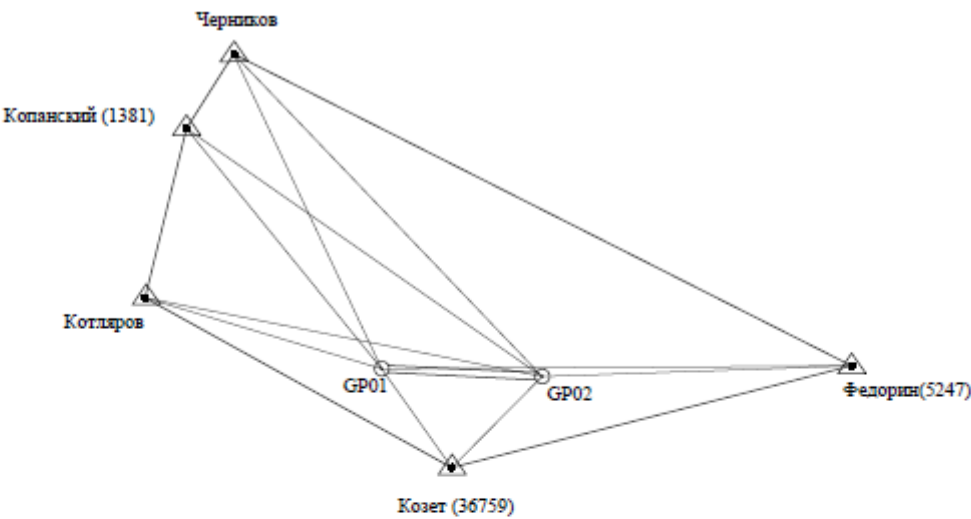 Черников
Копанский (1381)
Котляров
GP01
GP02
Федорин(5247)
Козет (36759)